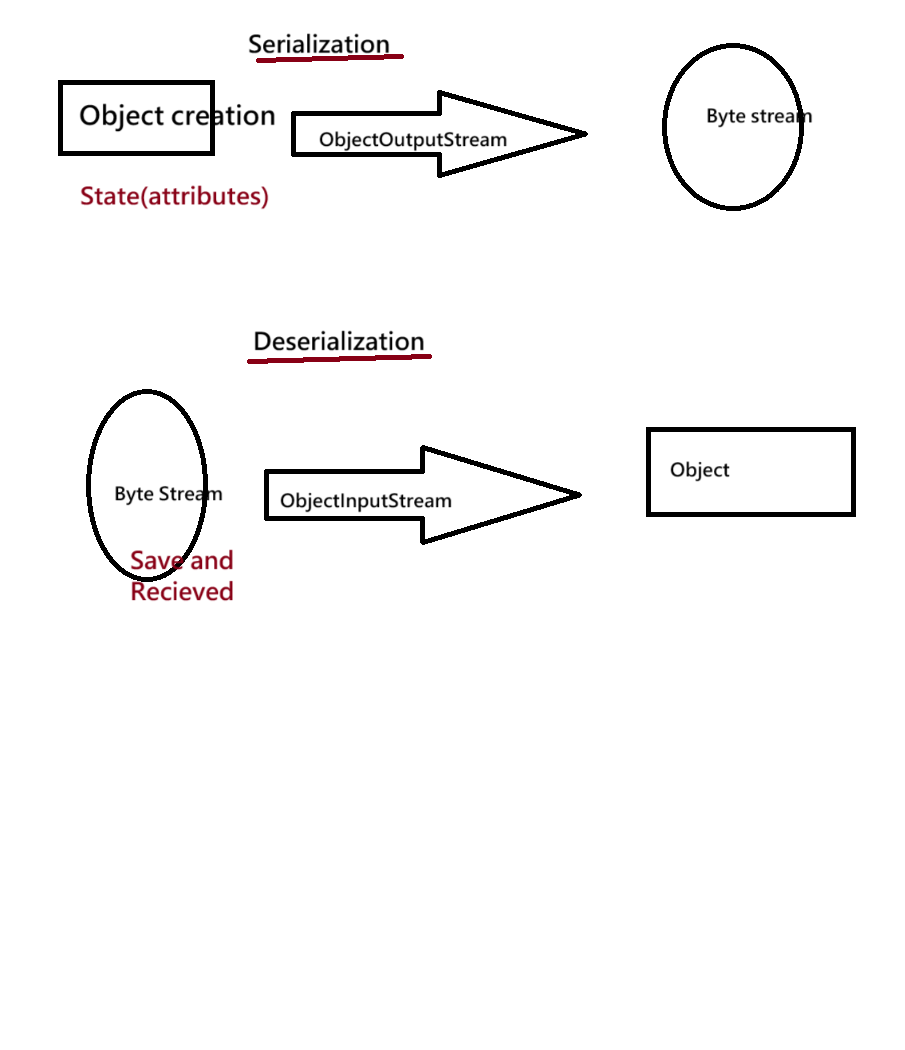 Serialization
Object creation
ObjectOutputStream
Byte stream
State(attributes)
Deserialization
Byte Stream
ObjectInputStream
Object
Save and
Recieved